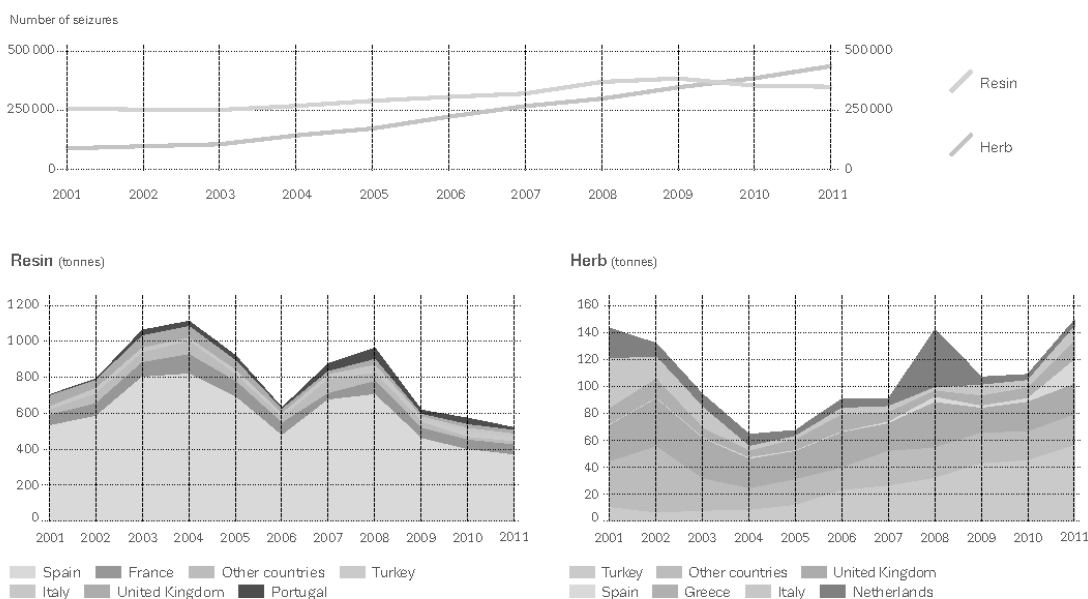 Number of seizures
500 000 500 000
250 000 250 000
0 0
2001 2002 2003 2004 2005 2006 2007 2008 2009 2010 2011
Resin
Herb
Resin (tonnes)
1 200
1 000
800
600
400
200
0
2001 2002 2003 2004 2005 2006 2007 2008 2009 2010 2011
Spain France Other countries Turkey
Italy United Kingdom Portugal
Herb (tonnes)
160
140
120
100
80
60
40
20
0
2001 2002 2003 2004 2005 2006 2007 2008 2009 2010 2011
Turkey Other countries United Kingdom
Spain Greece Italy Netherlands